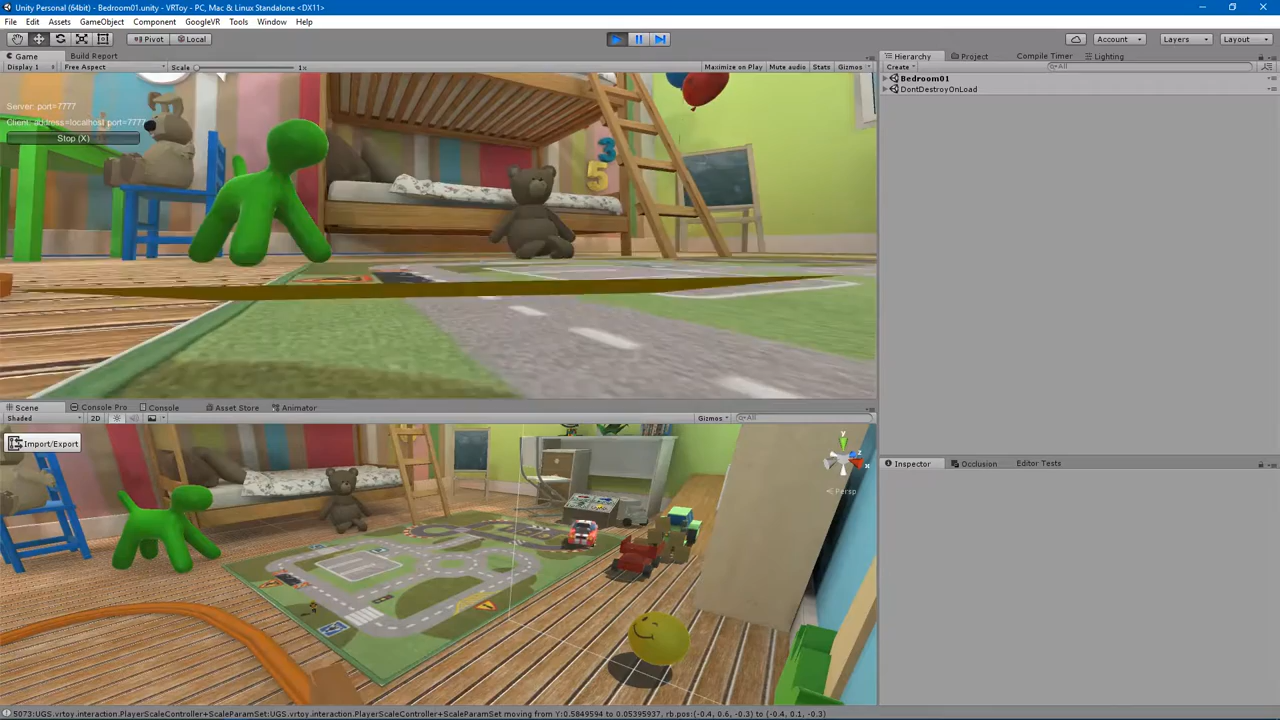 Unity Personal (64bit) - Bedroom01.unity - VRToy - PC, Mac & Linux Standalone <DX11>
File Edit Assets GameObject Component GoogleVR Tools Window Help
Pivot Local Account Layers Layout
Game Build Report
Display 1 Free Aspect Scale 1x Maximize on Play Mute audio Stats Gizmos
Server: port=7777
Client: address=localhost port=7777
Stop (X)
3
5
Scene Console Pro Console Asset Store Animator
Shaded 2D Gizmos All
Import/Export
y
x
z
Persp
Hierarchy Project Compile Timer Lighting
Create All
Bedroom01
DontDestroyOnLoad
Inspector Occlusion Editor Tests
5073:UGS.vrtoy.interaction.PlayerScaleController+ScaleParamSet:UGS.vrtoy.interaction.PlayerScaleController+ScaleParamSet moving from Y:0.5849594 to 0.05395937, rb.pos:(-0.4, 0.6, -0.3) to (-0.4, 0.1, -0.3)